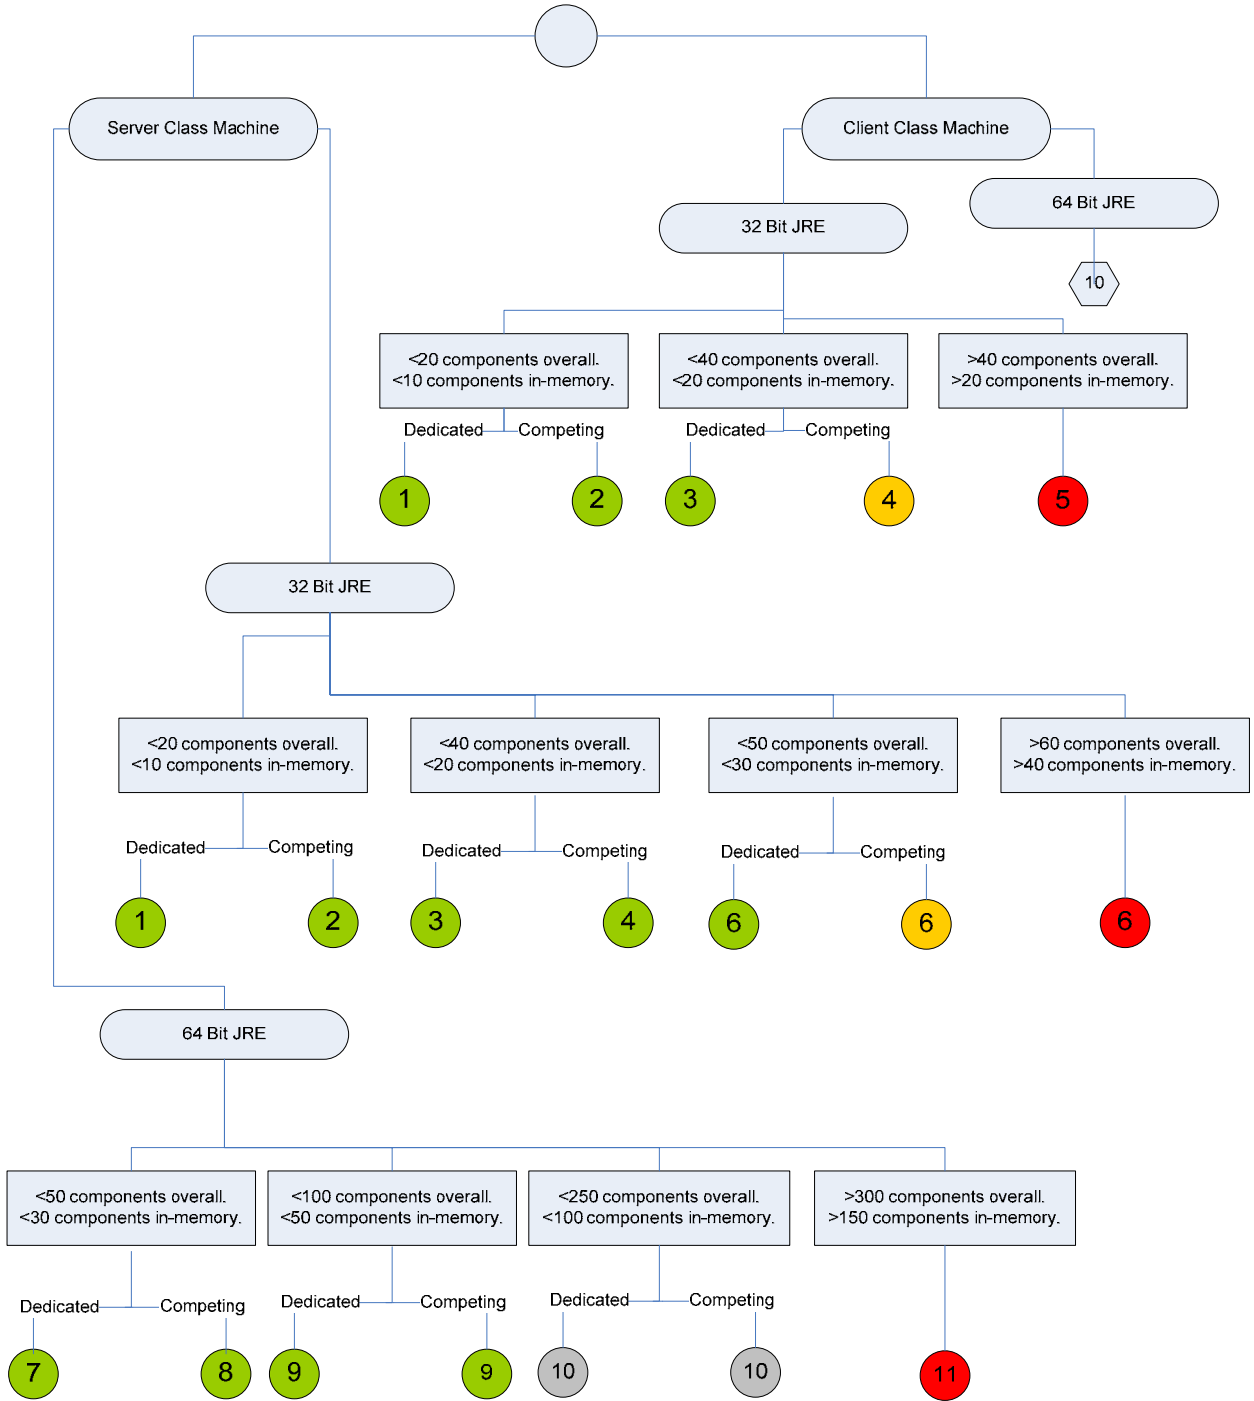 Server Class Machine
Client Class Machine
64 Bit JRE
32 Bit JRE
10
<20 components overall.
<10 components in-memory.
<40 components overall.
<20 components in-memory.
>40 components overall.
>20 components in-memory.
Dedicated
Competing
Dedicated
Competing
1
2
3
4
5
32 Bit JRE
<20 components overall.
<10 components in-memory.
<40 components overall.
<20 components in-memory.
<50 components overall.
<30 components in-memory.
>60 components overall.
>40 components in-memory.
Dedicated
Competing
Dedicated
Competing
Dedicated
Competing
1
2
3
4
6
6
6
64 Bit JRE
<50 components overall.
<30 components in-memory.
<100 components overall.
<50 components in-memory.
<250 components overall.
<100 components in-memory.
>300 components overall.
>150 components in-memory.
Dedicated
Competing
Dedicated
Competing
Dedicated
Competing
7
8
9
9
10
10
11